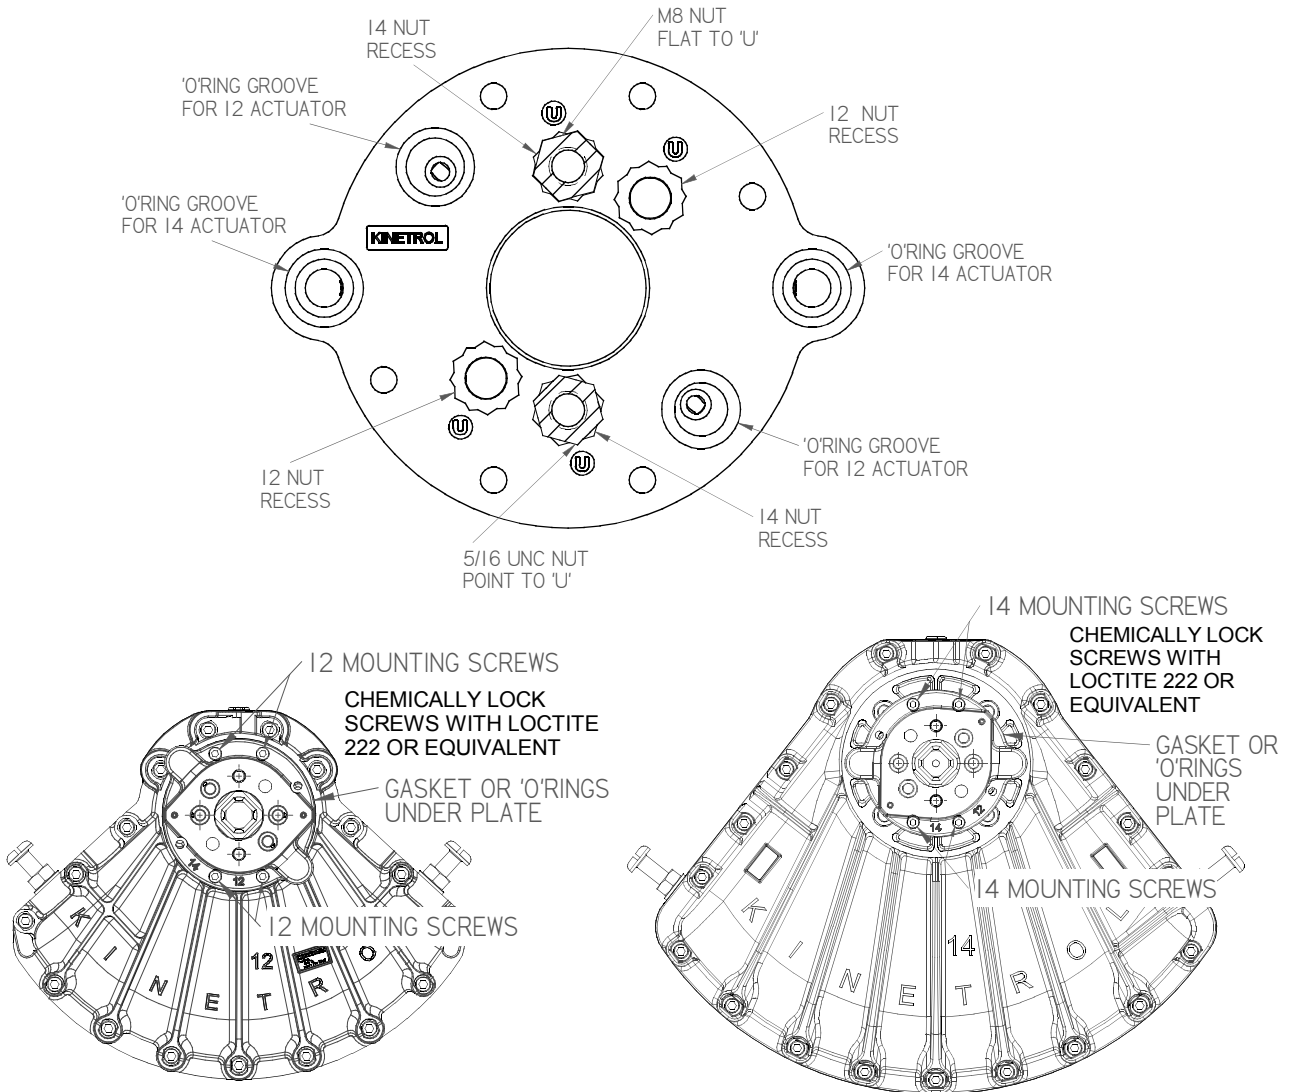 M8 NUT
FLAT TO 'U'
14 NUT
RECESS
'O'RING GROOVE
FOR 12 ACTUATOR
U
12 NUT
RECESS
U
'O'RING GROOVE
FOR 14 ACTUATOR
KINETROL
'O'RING GROOVE
FOR 14 ACTUATOR
U
'O'RING GROOVE
FOR 12 ACTUATOR
U
12 NUT
RECESS
14 NUT
RECESS
5/16 UNC NUT
POINT TO 'U'
12 MOUNTING SCREWS
CHEMICALLY LOCK
SCREWS WITH LOCTITE
222 OR EQUIVALENT
GASKET OR 'O'RINGS
UNDER PLATE
14
12
12 MOUNTING SCREWS
12
K I N E T R O
14 MOUNTING SCREWS
CHEMICALLY LOCK
SCREWS WITH
LOCTITE 222 OR
EQUIVALENT
GASKET OR
'O'RINGS
UNDER
PLATE
12
14
14 MOUNTING SCREWS
14
K I N E T R O L